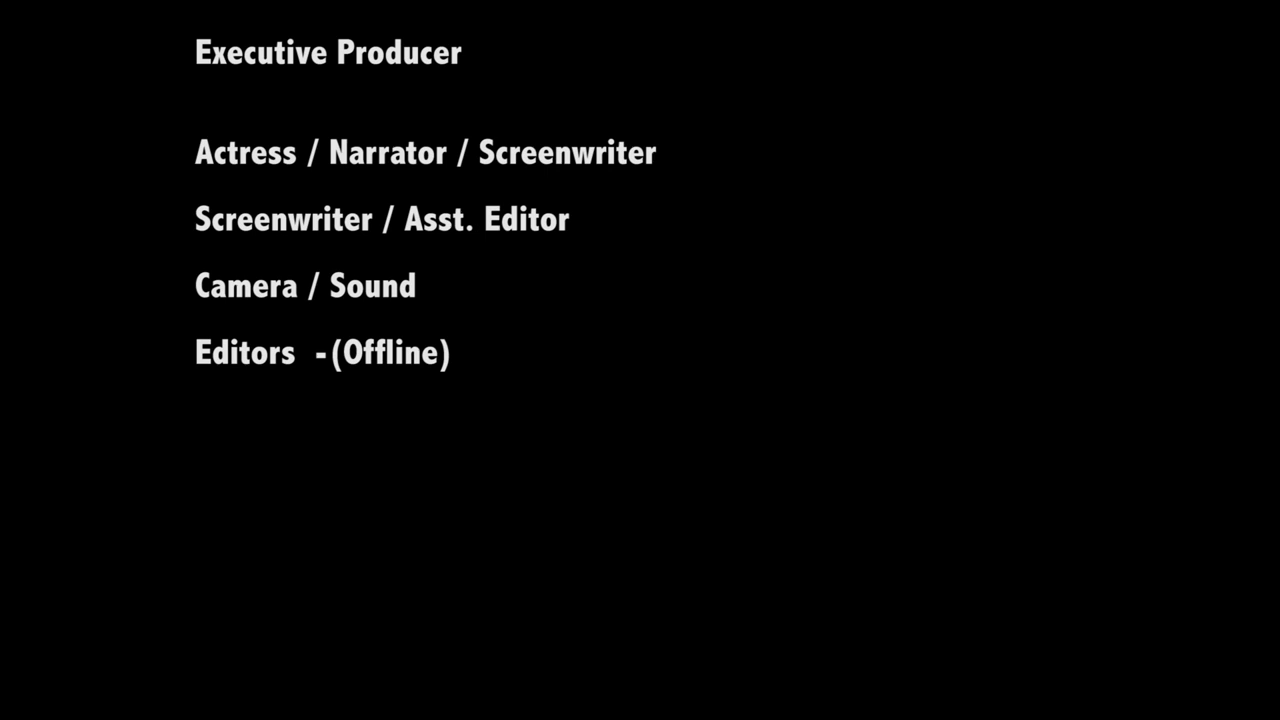 Executive Producer
Actress / Narrator / Screenwriter
Screenwriter / Asst. Editor
Camera / Sound
Editors  -(Offline)